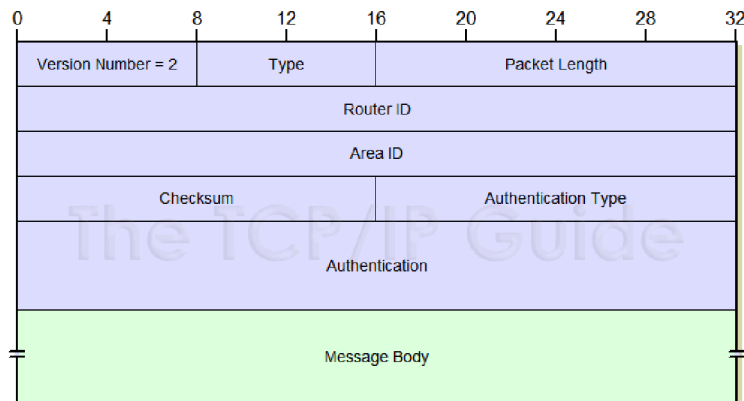 0 4 8 12 16 20 24 28 32
Version Number = 2 Type Packet Length
Router ID
Area ID
Checksum Authentication Type
The TCP/IP Guide
Authentication
Message Body